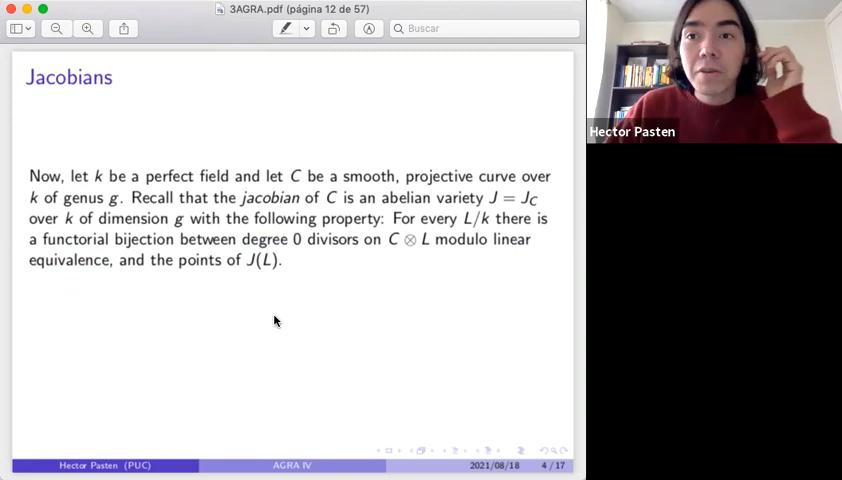 3AGRA.pdf (página 12 de 57)
Buscar
Jacobians
Now, let k be a perfect field and let C be a smooth, projective curve over
k of genus g. Recall that the jacobian of C is an abelian variety J = J_C
over k of dimension g with the following property: For every L/k there is
a functorial bijection between degree 0 divisors on C ⊗ L modulo linear
equivalence, and the points of J(L).
Hector Pasten (PUC)
AGRA IV
2021/08/18
4 / 17
Hector Pasten